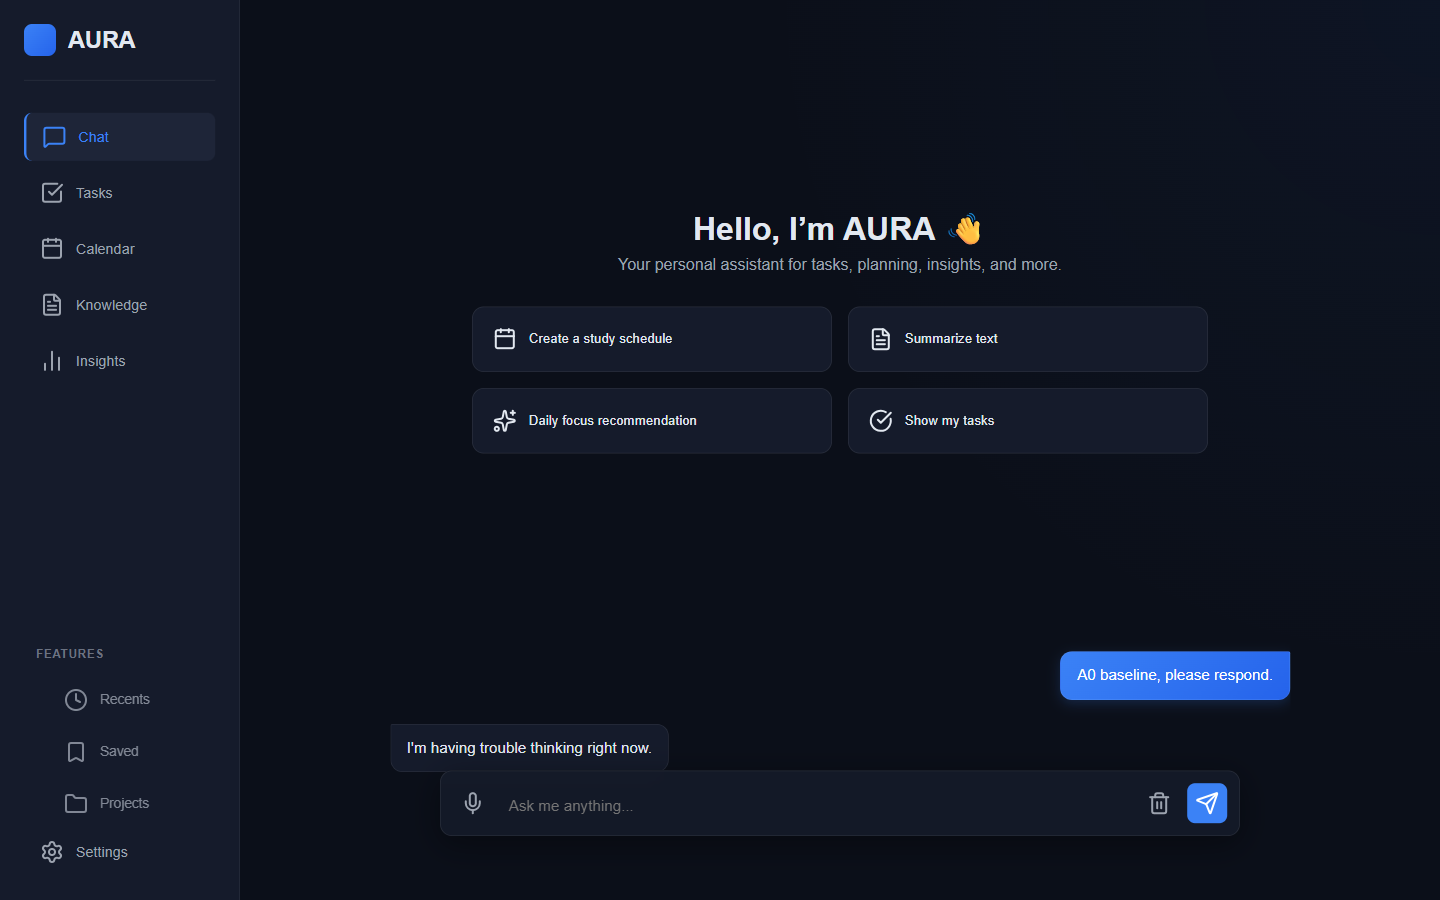 AURA
Chat
Tasks
Calendar
Knowledge
Insights
FEATURES
Recents
Saved
Projects
Settings
Hello, I’m AURA 👋
Your personal assistant for tasks, planning, insights, and more.
Create a study schedule
Summarize text
Daily focus recommendation
Show my tasks
A0 baseline, please respond.
I'm having trouble thinking right now.
Ask me anything...